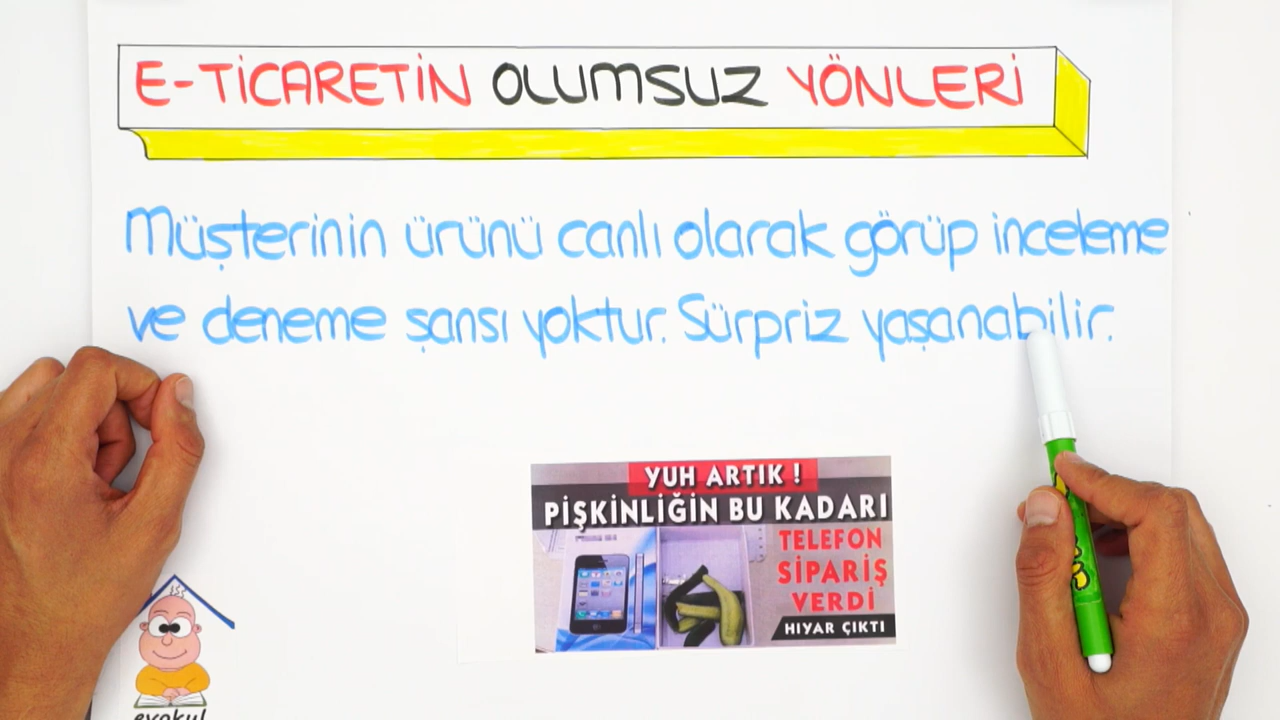 E-TİCARETİN OLUMSUZ YÖNLERİ
Müşterinin ürünü canlı olarak görüp inceleme
ve deneme şansı yoktur. Sürpriz yaşanabilir.
YUH ARTIK !
PİŞKİNLİĞİN BU KADARI
TELEFON
SİPARİŞ
VERDİ
HIYAR ÇIKTI
evokul